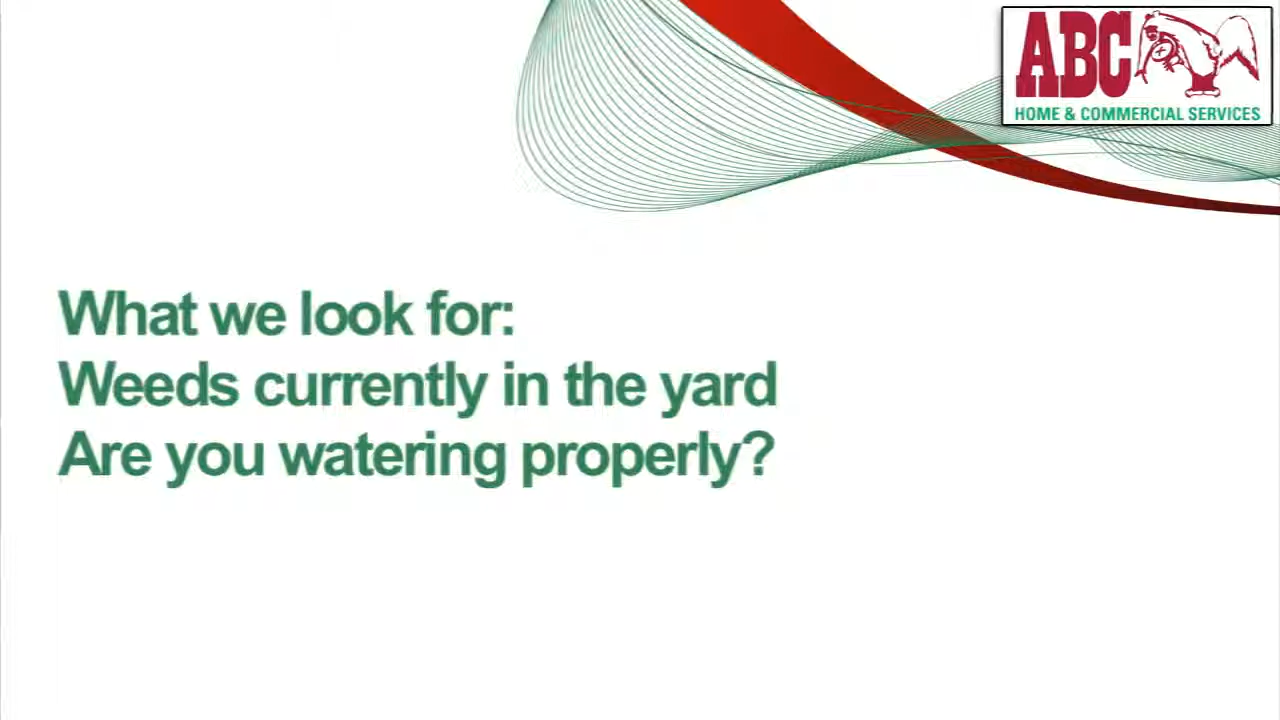 ABC
HOME & COMMERCIAL SERVICES
What we look for:
Weeds currently in the yard
Are you watering properly?